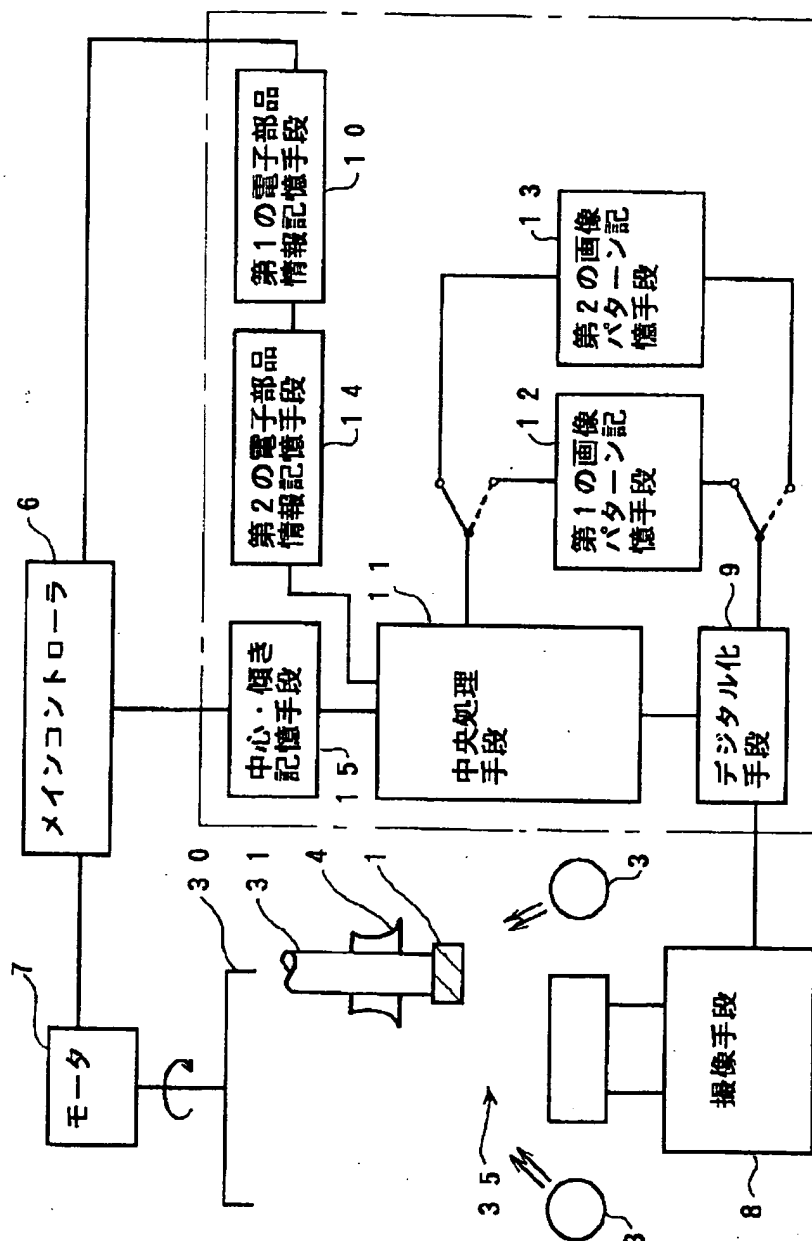 メインコントローラ
6
モータ
7
30
31
4
1
3
3
35
撮像手段
8
第1の電子部品
情報記憶手段
10
第2の電子部品
情報記憶手段
14
中心・傾き
記憶手段
15
中央処理
手段
11
第1の画像記
パターン記
憶手段
12
第2の画像記
パターン記
憶手段
13
デジタル化
手段
9